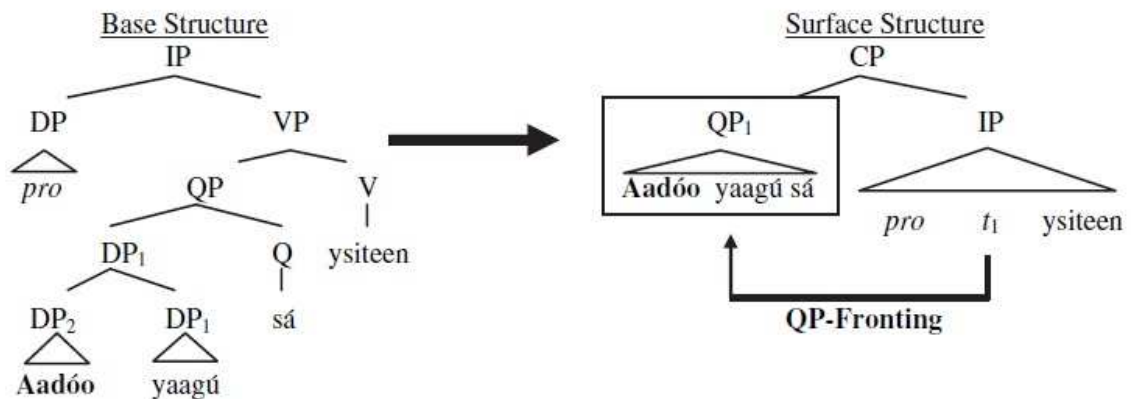 Base Structure Surface Structure
IP CP
DP VP QP₁ IP
pro QP V Aadóo yaagú sá
DP₁ Q ysiteen pro t₁ ysiteen
DP₂ DP₁ sá QP-Fronting
Aadóo yaagú